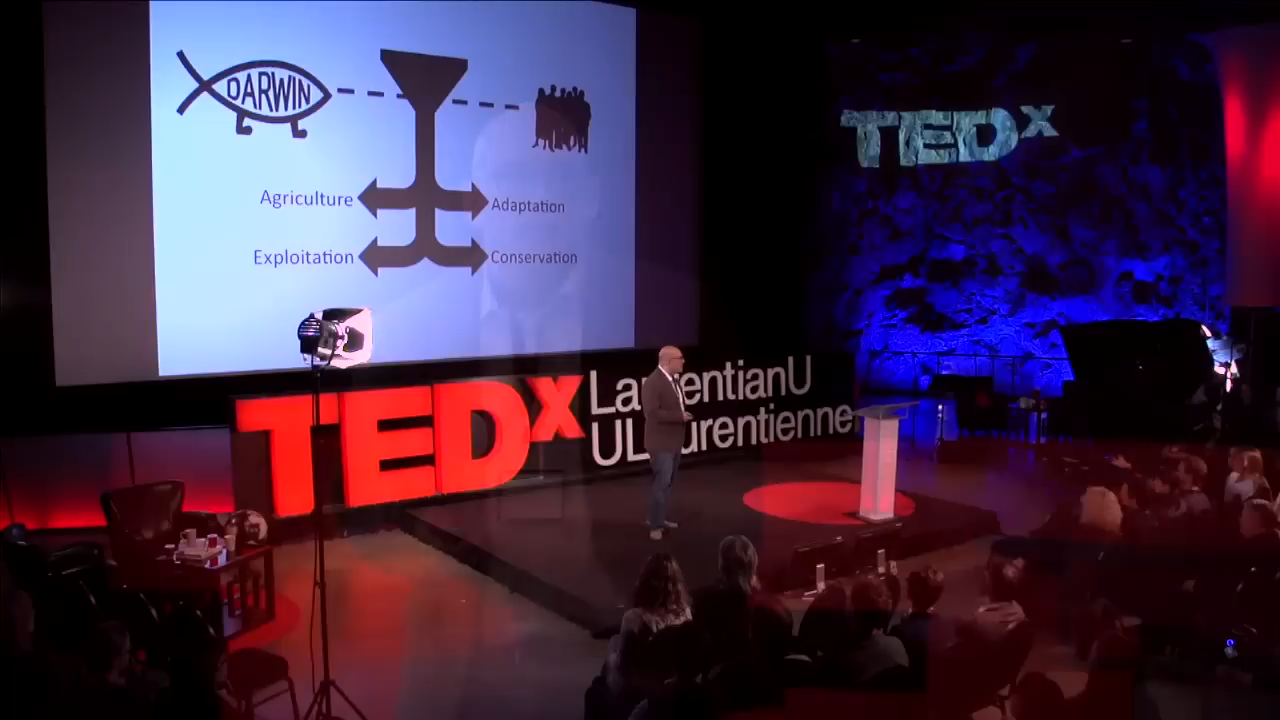 DARWIN
Agriculture
Adaptation
Exploitation
Conservation
TEDx
TEDx
LaurentianU
ULaurentienne